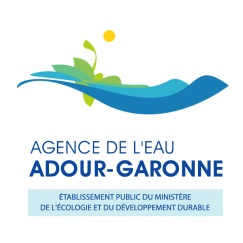 AGENCE DE L'EAU
ADOUR-GARONNE
ÉTABLISSEMENT PUBLIC DU MINISTÈRE
DE L'ÉCOLOGIE ET DU DÉVELOPPEMENT DURABLE